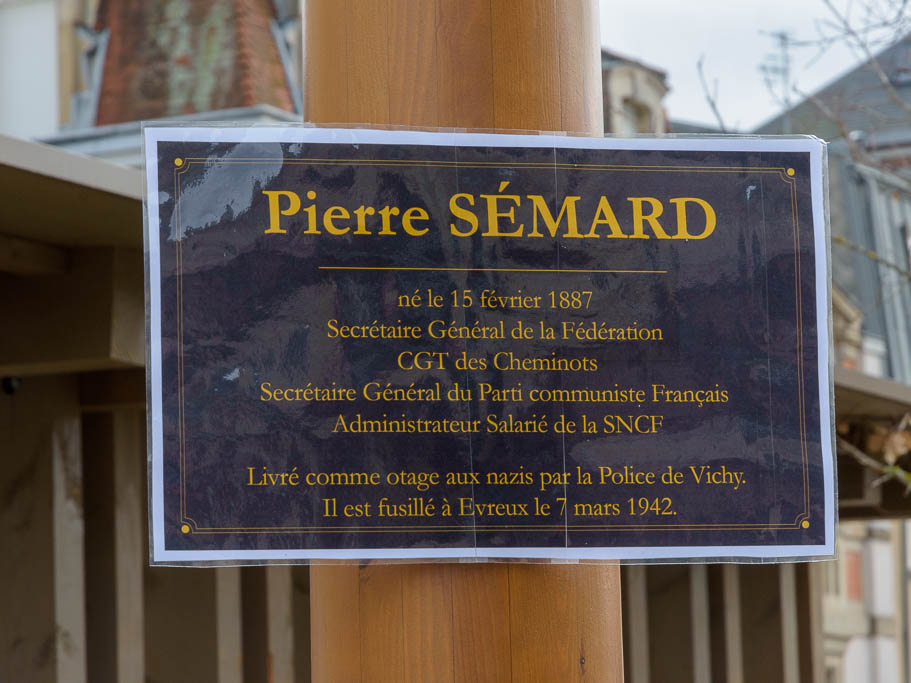 Pierre SÉMARD
né le 15 février 1887
Secrétaire Général de la Fédération
CGT des Cheminots
Secrétaire Général du Parti communiste Français
Administrateur Salarié de la SNCF
Livré comme otage aux nazis par la Police de Vichy.
Il est fusillé à Evreux le 7 mars 1942.